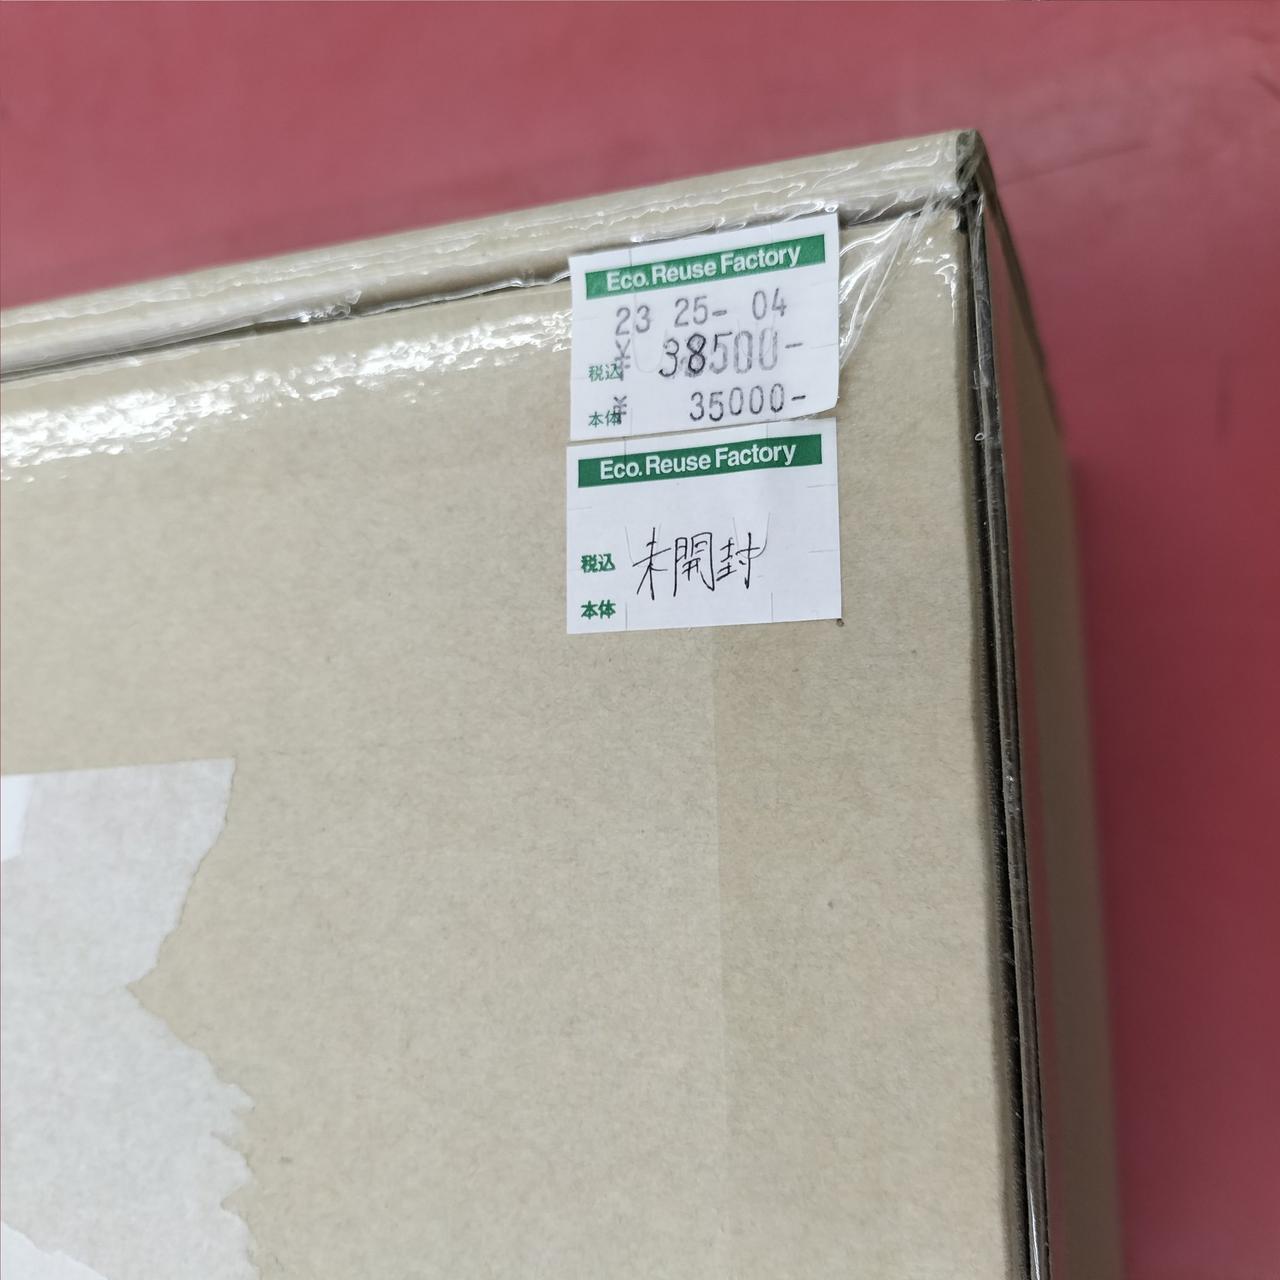 Eco.Reuse Factory
23 25- 04
税込 ¥ 38500-
本体 ¥ 35000-
Eco.Reuse Factory
税込 未開封
本体